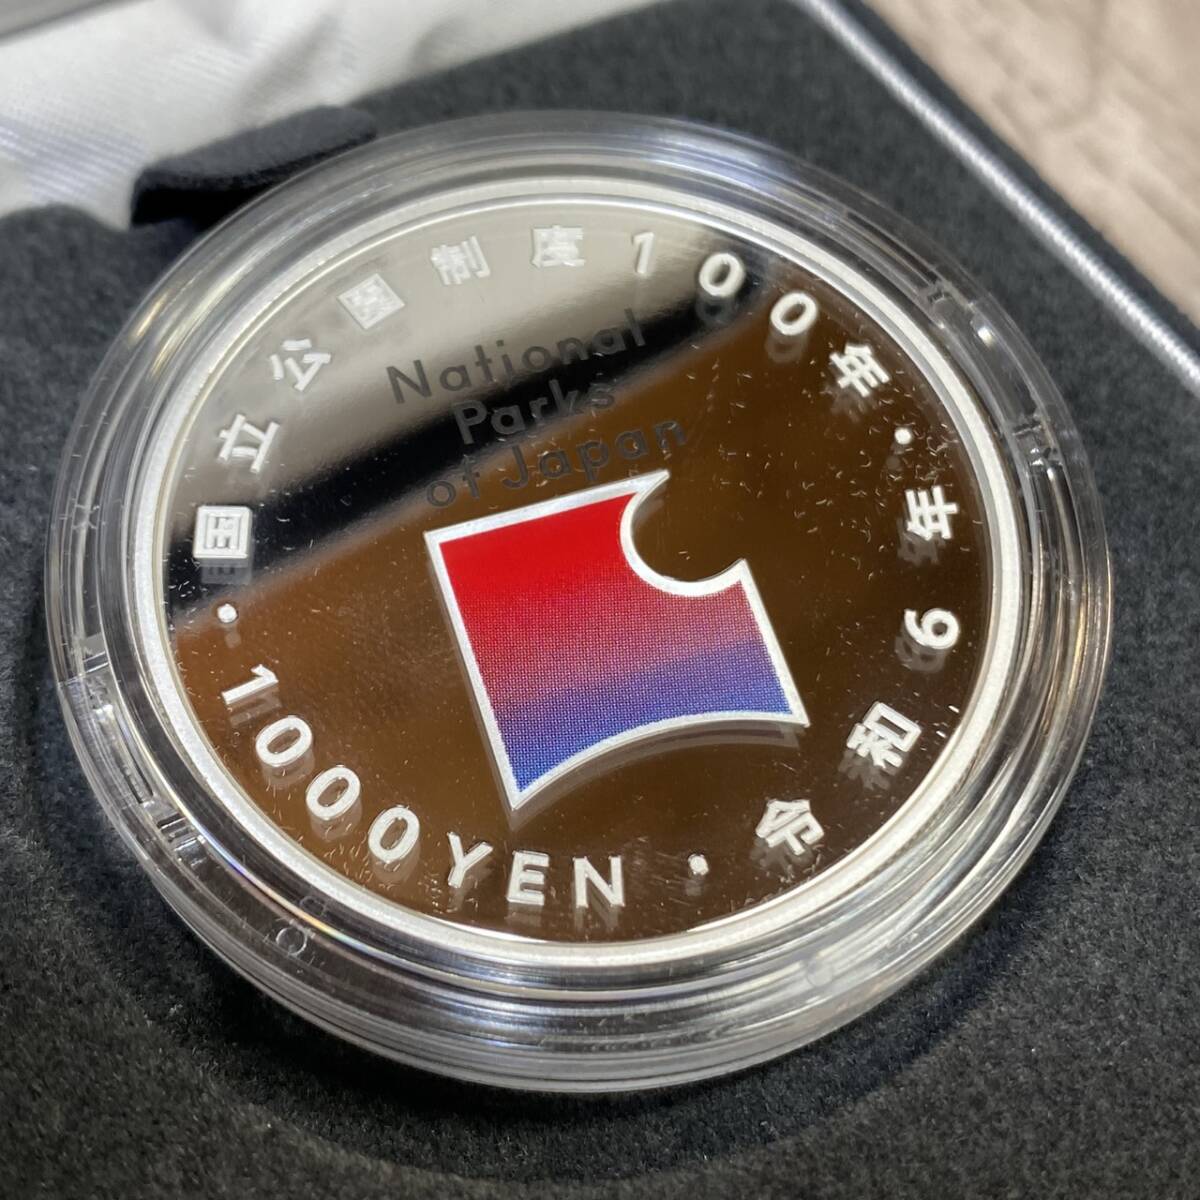 国立公園制度100年・令和6年
National
Parks
of Japan
・1000YEN・